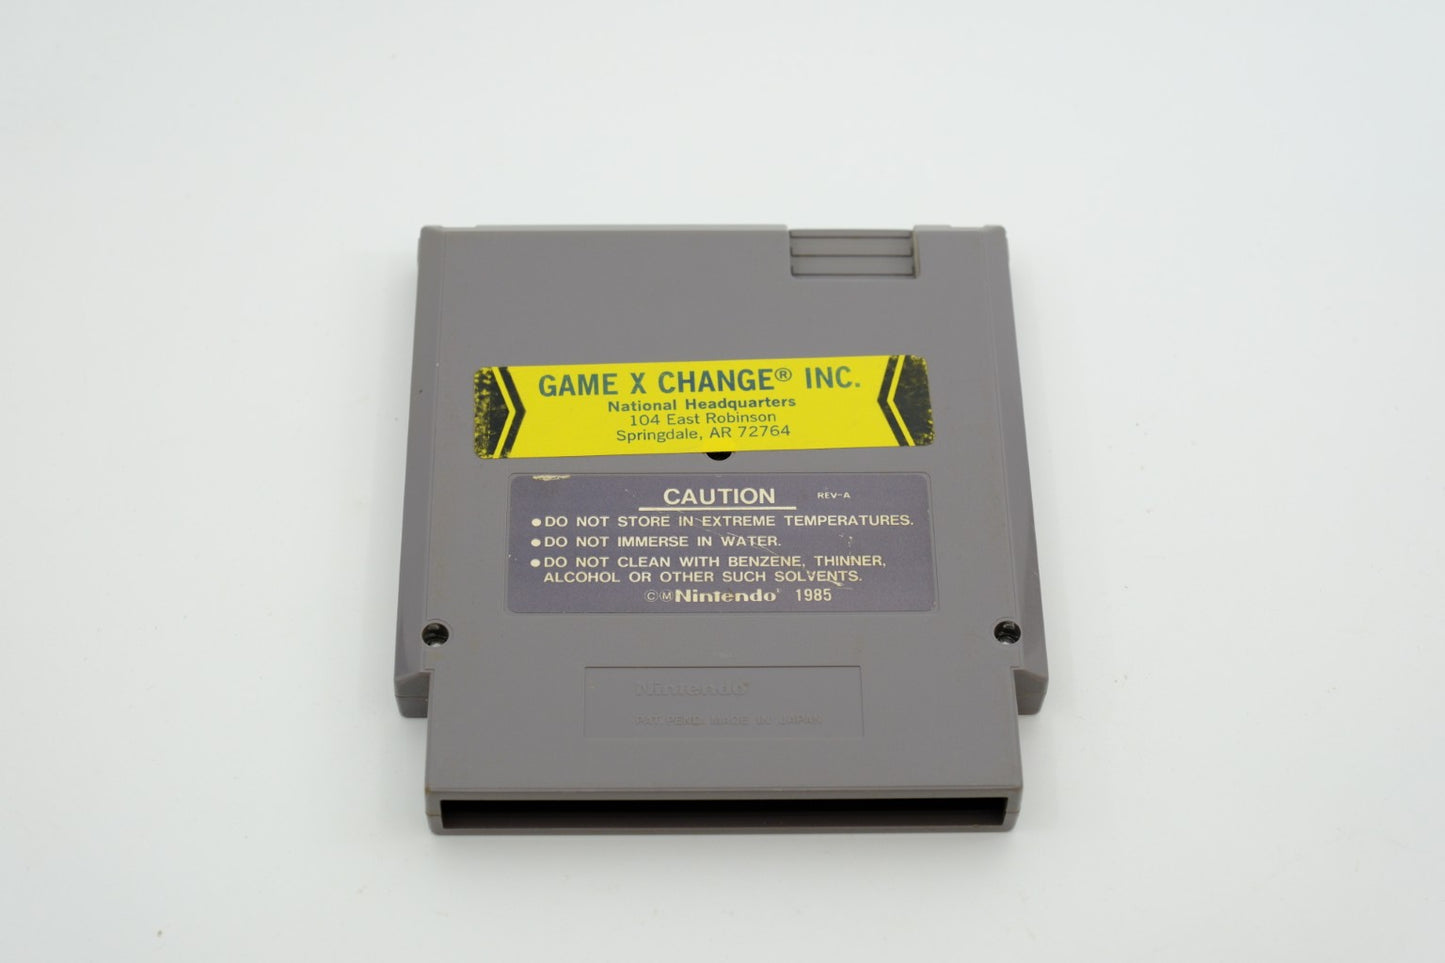 GAME X CHANGE® INC.
National Headquarters
104 East Robinson
Springdale, AR 72764
CAUTION REV-A
●DO NOT STORE IN EXTREME TEMPERATURES.
●DO NOT IMMERSE IN WATER.
●DO NOT CLEAN WITH BENZENE, THINNER,
ALCOHOL OR OTHER SUCH SOLVENTS.
©Ⓜ Nintendo® 1985
Nintendo®
PAT. PEND. MADE IN JAPAN